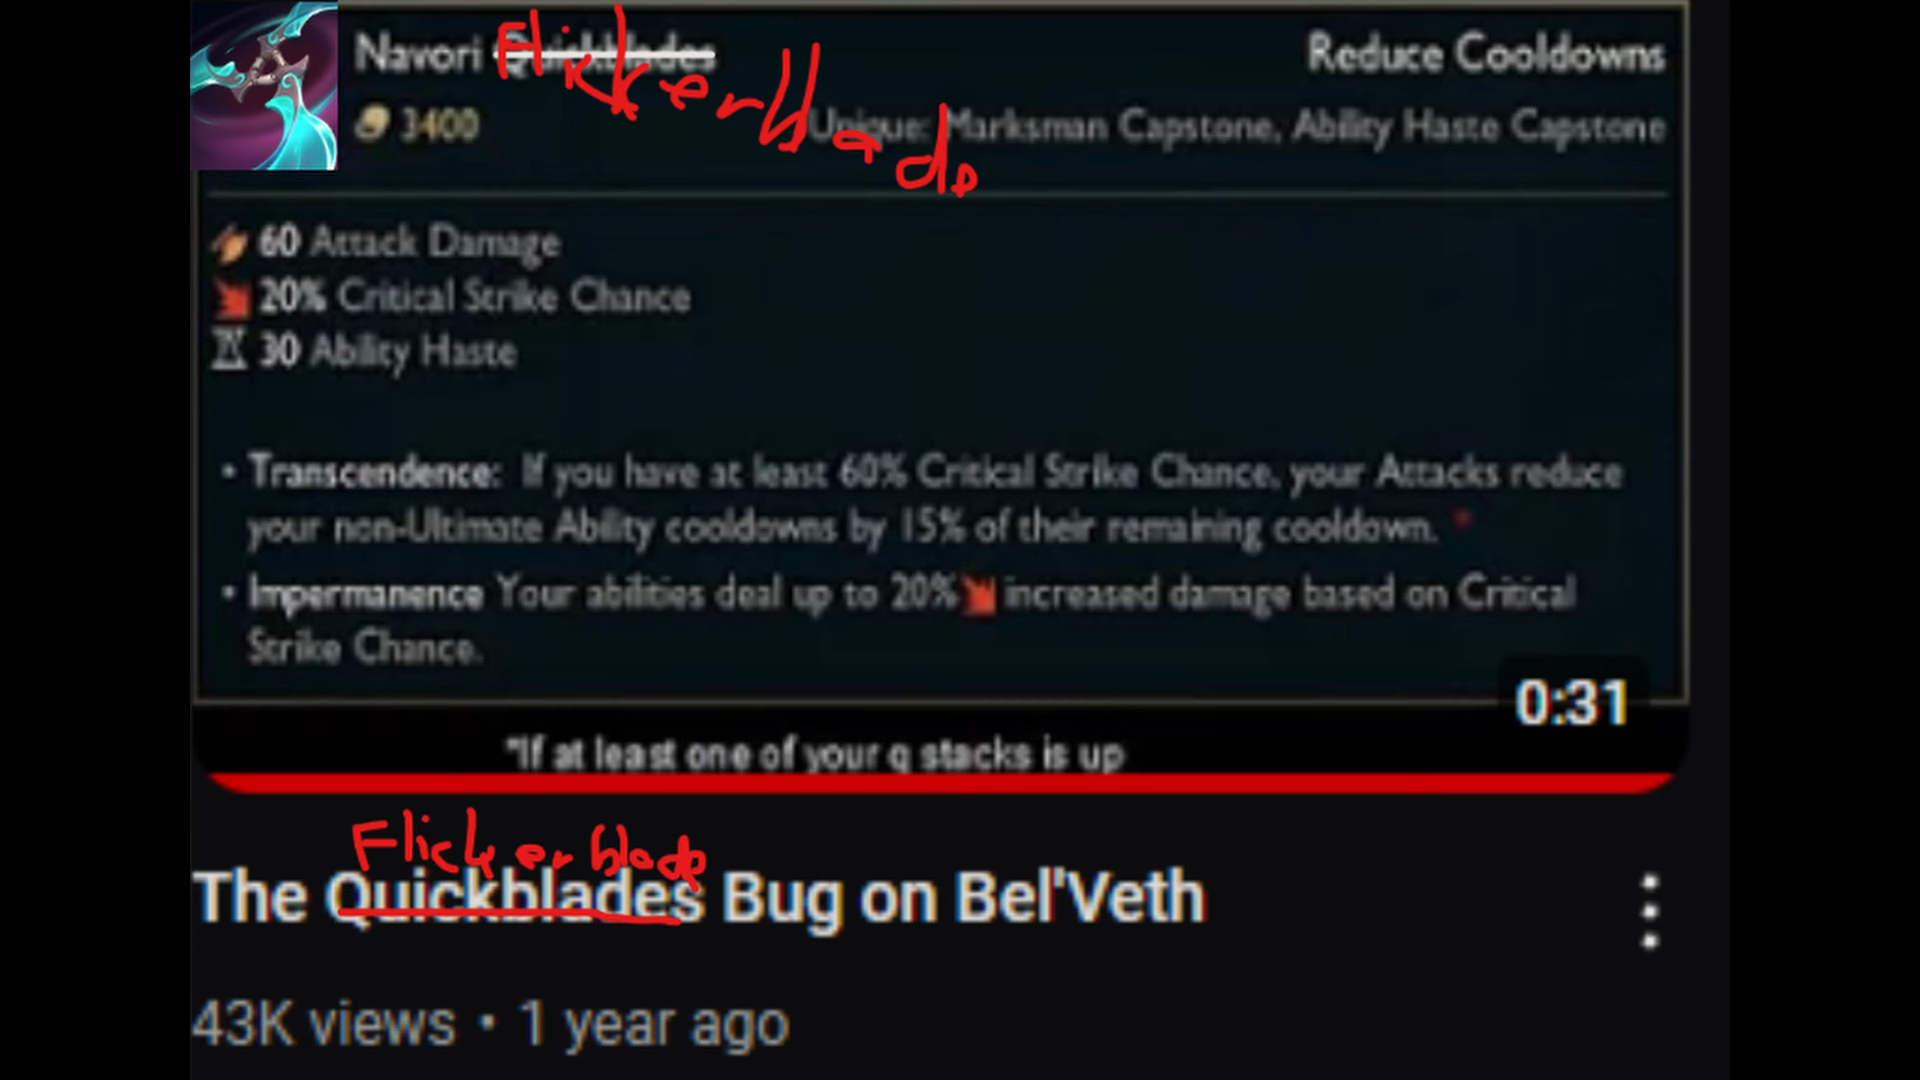 Navori Quickblades
Flickerblade
Reduce Cooldowns
3400
Unique: Marksman Capstone, Ability Haste Capstone
60 Attack Damage
20% Critical Strike Chance
30 Ability Haste
• Transcendence: If you have at least 60% Critical Strike Chance, your Attacks reduce
your non-Ultimate Ability cooldowns by 15% of their remaining cooldown. *
• Impermanence Your abilities deal up to 20% increased damage based on Critical
Strike Chance.
0:31
*If at least one of your q stacks is up
Flickerblade
The Quickblades Bug on Bel'Veth
43K views • 1 year ago